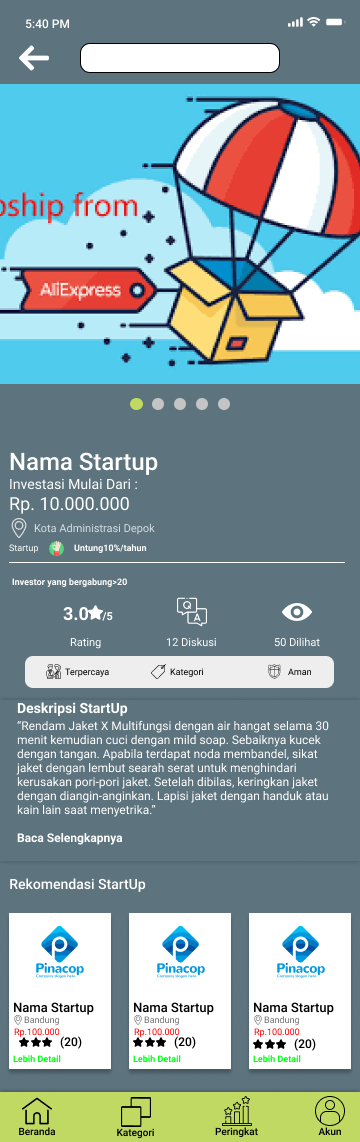 5:40 PM
pship from
AliExpress
Nama Startup
Investasi Mulai Dari :
Rp. 10.000.000
Kota Administrasi Depok
Startup Untung10%/tahun
Investor yang bergabung>20
3.0/5
Q A
Rating 12 Diskusi 50 Dilihat
Terpercaya Kategori Aman
Deskripsi StartUp
“Rendam Jaket X Multifungsi dengan air hangat selama 30
menit kemudian cuci dengan mild soap. Sebaiknya kucek
dengan tangan. Apabila terdapat noda membandel, sikat
jaket dengan lembut searah serat untuk menghindari
kerusakan pori-pori jaket. Setelah dibilas, keringkan jaket
dengan diangin-anginkan. Lapisi jaket dengan handuk atau
kain lain saat menyetrika.”
Baca Selengkapnya
Rekomendasi StartUp
Pinacop Pinacop Pinacop
Company slogan here Company slogan here Company slogan here
Nama Startup Nama Startup Nama Startup
Bandung Bandung Bandung
Rp.100.000 Rp.100.000 Rp.100.000
(20) (20) (20)
Lebih Detail Lebih Detail Lebih Detail
Beranda Kategori Peringkat Akun